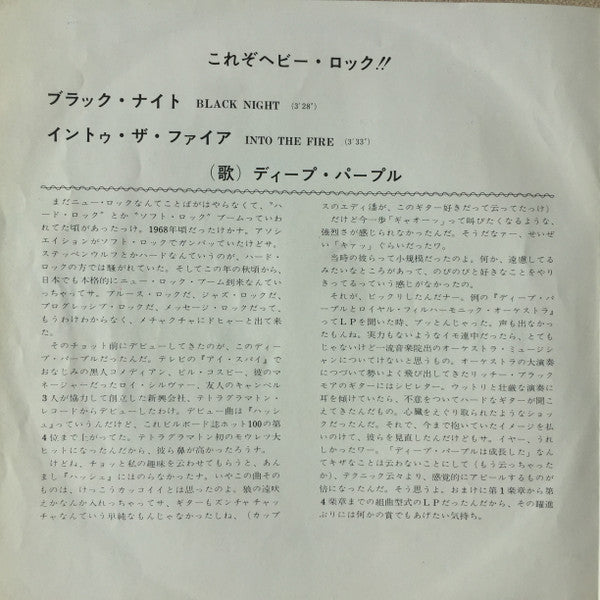 これぞヘビー・ロック!!
ブラック・ナイト BLACK NIGHT (3'28")
イントゥ・ザ・ファイア INTO THE FIRE (3'33")
(歌) ディープ・パープル
まだニュー・ロックなんてことばがはやらなくて、"ハ
ード・ロック"とか"ソフト・ロック"ブームっていわ
れてた頃があったっけ。1968年頃だったけかナ。アソシ
エイションがソフト・ロックでガンバッていたけどサ。
ステッペンウルフとかハードなんていうのが、ハード・
ロックの方では騒がれていた。そしてこの年の秋頃から、
日本でも本格的にニュー・ロック・ブーム到来なんてい
っちゃってサ。ブルース・ロックだ、ジャズ・ロックだ、
プログレッシブ・ロックだ、メッセージ・ロックだって、
もうわけわからなく、メチャクチャにドヒャーと出て来
た。
そのチョット前にデビューしてきたのが、このディー
プ・パープルだったんだ。テレビの『アイ・スパイ』で
おなじみの黒人コメディアン、ビル・コスビー、彼のマ
ネージャーだったロイ・シルヴァー、友人のキャンベル
3人が協力して創立した新興会社、テトラグラマトン・
レコードからデビューしたわけ。デビュー曲は『ハッシ
ュ』っていうんだけど、これビルボード誌ホット100の第
4位まで上がってた。テトラグラマトン初のモウレツ大
ヒットになったんだから、彼ら鼻が高かったろうナ。
けどね、チョッと私の趣味を云わせてもらうと、あん
まし『ハッシュ』にはのらなかったナ。いやこの曲その
ものは、けっこうカッコイイとは思ったのよ。狼の遠吠
えかなんか入れっちゃってサ、ギターもズンチャチャッ
チャなんていう単純なもんじゃなかったしね、(カップ
スのエディ潘が、このギター好きだって云ってたっけ)
だけど今一歩「ギャオーッ」って叫びたくなるような、
強烈さが感じられなかったんだ。そうだなァー、せいぜ
い「キァッ」ぐらいだったワ。
当時の彼らって小規模だったのよ。何か、遠慮してる
みたいなところがあって、のびのびと好きなことをやり
きってるっていう感じがなかったの。
それが、ビックリしたんだナー。例の『ディープ・パ
ープルとロイヤル・フィルハーモニック・オーケストラ』
ってLPを聞いた時、ブッとんじゃった。声も出なかっ
たもんね。実力もないようなイモ連中だったら、とても
じゃないけど一流音楽院出のオーケストラ・ミュージシ
ャンについてけないと思うもの。オーケストラの大演奏
につづいて勢いよく飛び出してきたリッチー・ブラック
モアのギターにはシビレター。ウットリと壮厳な演奏に
耳を傾けていたら、不意をついてハードなギターが聞こ
えてきたんだもの。心臓をえぐり取られたようなショッ
クだったんだ。それで、今まで抱いていたイメージを払
いのけて、彼らを見直したんだけどもサ。イヤー、うれ
しかったワー。「ディープ・パープルは成長した」なん
てキザなことは云わないことにして(もう云っちゃった
か)、テクニック云々より、感覚的にアピールするものが
倍になったんだ。そう思うよ。おまけに第1楽章から第
4楽章までの組曲型式のLPだったんだから、その躍進
ぶりには何かの賞でもあげたい気持ち。